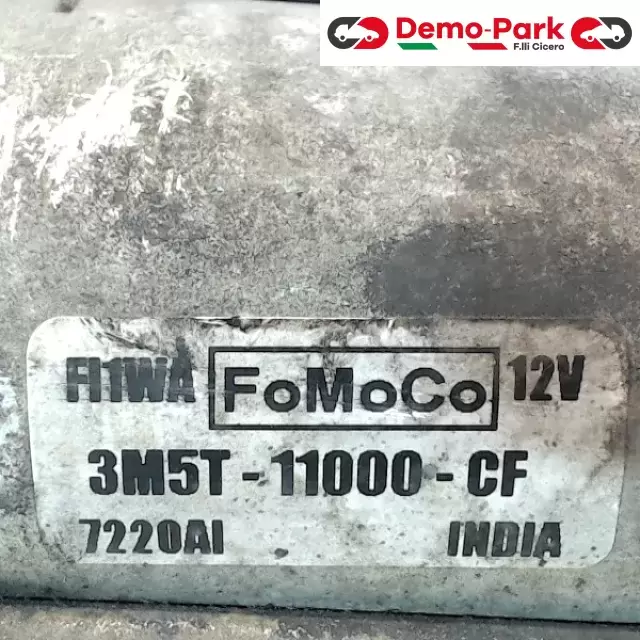 Demo-Park
F.lli Cicero
FI1WA FoMoCo 12V
3M5T-11000-CF
7220AI INDIA